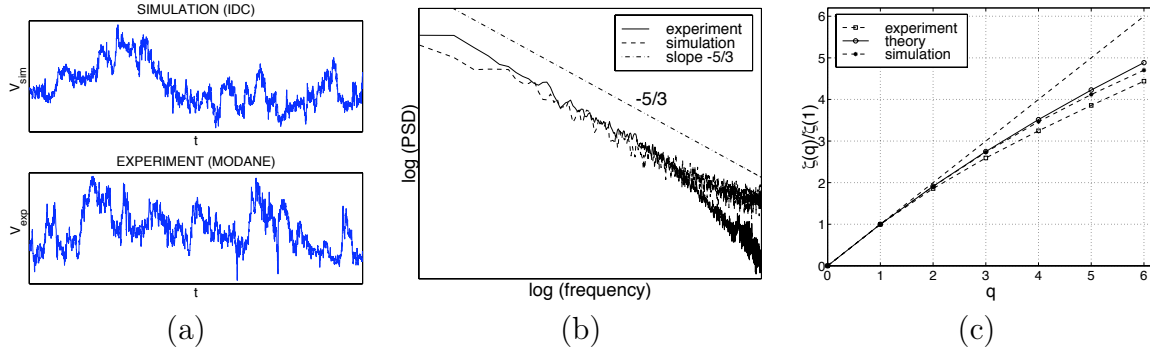 SIMULATION (IDC)
V_sim
t
EXPERIMENT (MODANE)
V_exp
t
(a)
experiment
simulation
slope -5/3
-5/3
log (PSD)
log (frequency)
(b)
experiment
theory
simulation
ζ(q)/ζ(1)
6
5
4
3
2
1
0
0 1 2 3 4 5 6
q
(c)